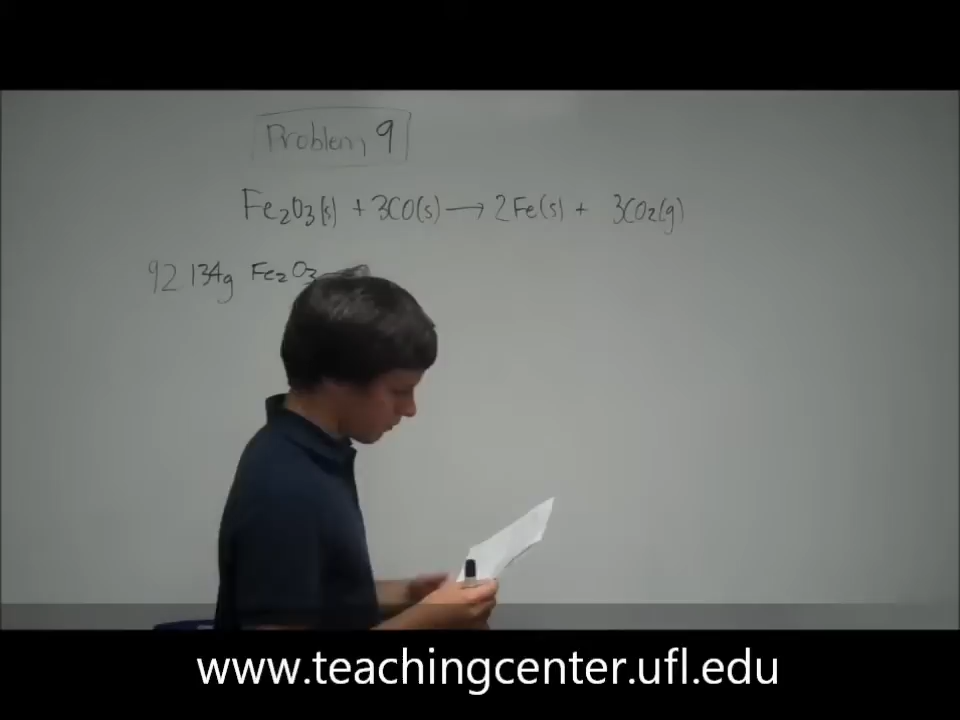 Problem 9
Fe₂O₃(s) + 3CO(s) → 2Fe(s) + 3CO₂(g)
92 134g Fe₂O₃
www.teachingcenter.ufl.edu